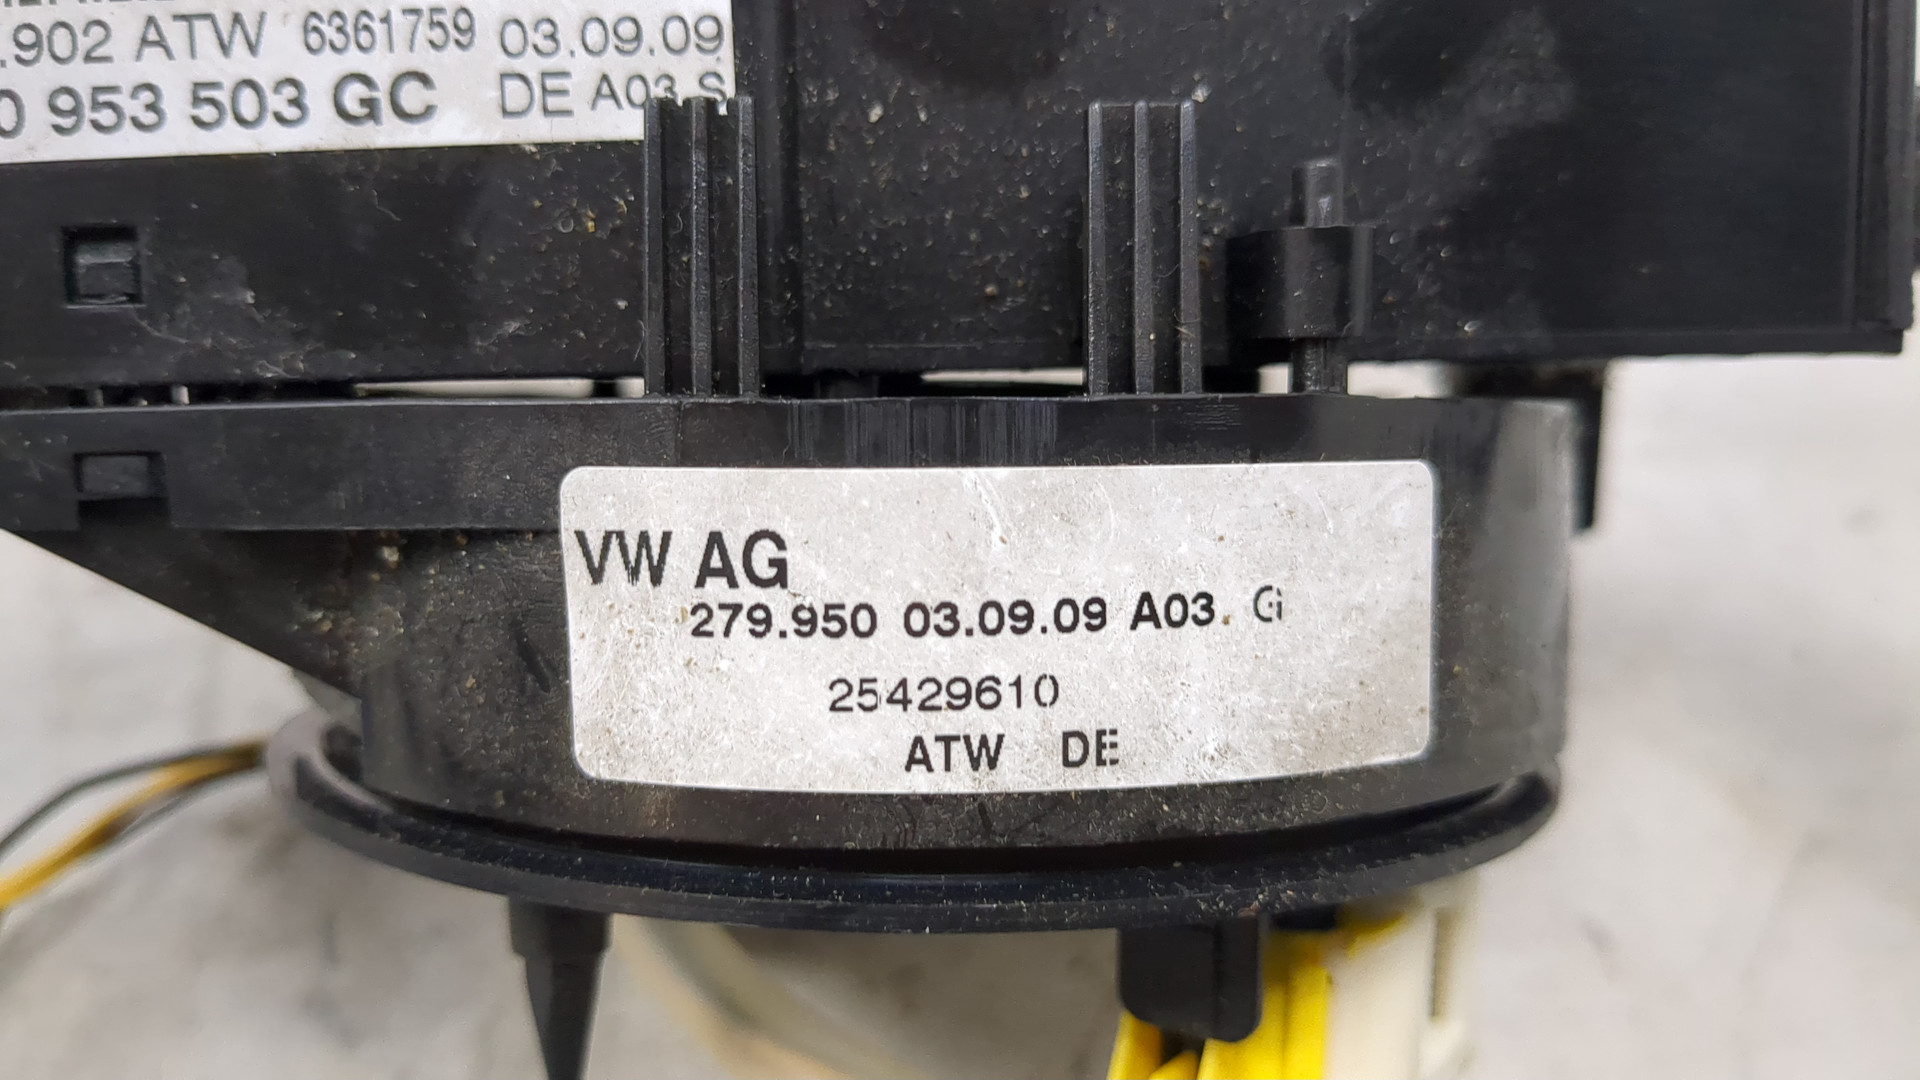 .902 ATW 6361759 03.09.09
0 953 503 GC DE A03 S
VW AG
279.950 03.09.09 A03. Gi
25429610
ATW DE